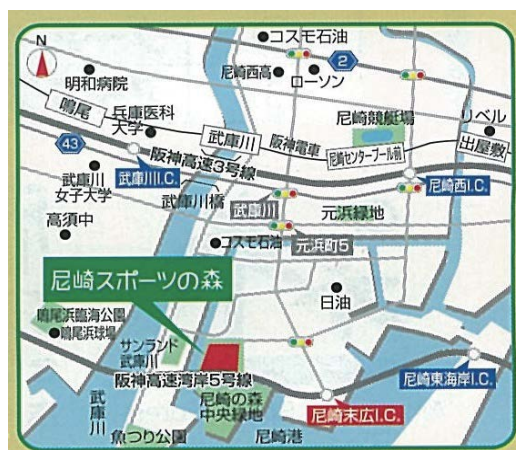 N
コスモ石油
2
明和病院
尼崎西高
ローソン
鳴尾
兵庫医科
大学
武庫川
阪神電車
尼崎競艇場
リベル
尼崎センタープール前
出屋敷
43
阪神高速3号線
武庫川
女子大学
武庫川I.C.
尼崎西I.C.
武庫川橋
武庫川
元浜緑地
高須中
コスモ石油
元浜町5
尼崎スポーツの森
日油
鳴尾浜臨海公園
鳴尾浜球場
サンランド
武庫川
阪神高速湾岸5号線
尼崎東海岸I.C.
武庫川
尼崎の森
中央緑地
尼崎末広I.C.
魚つり公園
尼崎港